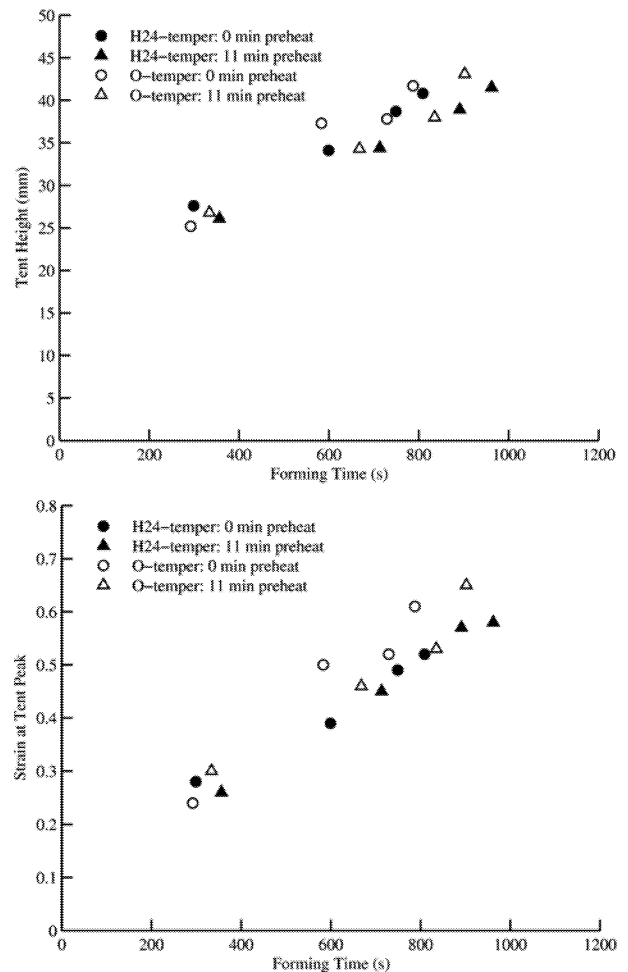 50
45
40
35
30
25
20
15
10
5
0
Tent Height (mm)
H24−temper: 0 min preheat
H24−temper: 11 min preheat
O−temper: 0 min preheat
O−temper: 11 min preheat
0 200 400 600 800 1000 1200
Forming Time (s)
0.8
0.7
0.6
0.5
0.4
0.3
0.2
0.1
0
Strain at Tent Peak
H24−temper: 0 min preheat
H24−temper: 11 min preheat
O−temper: 0 min preheat
O−temper: 11 min preheat
0 200 400 600 800 1000 1200
Forming Time (s)